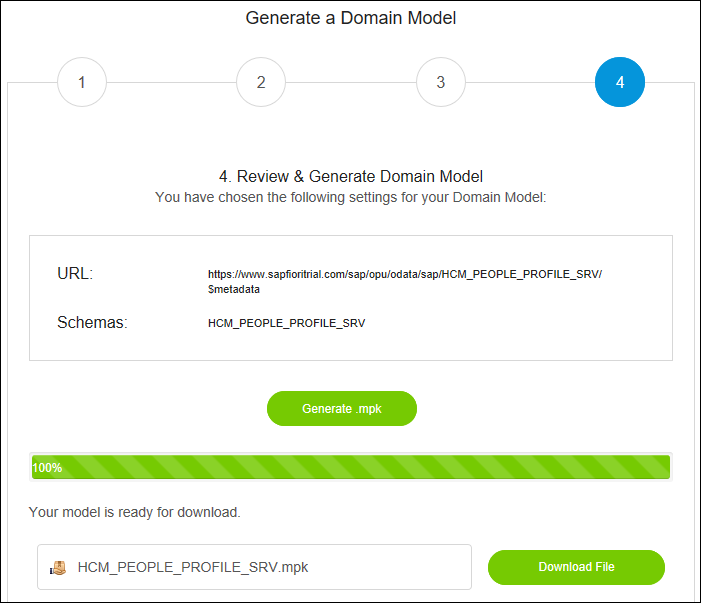 Generate a Domain Model
1
2
3
4
4. Review & Generate Domain Model
You have chosen the following settings for your Domain Model:
URL:
https://www.sapfioritrial.com/sap/opu/odata/sap/HCM_PEOPLE_PROFILE_SRV/
$metadata
Schemas:
HCM_PEOPLE_PROFILE_SRV
Generate .mpk
100%
Your model is ready for download.
HCM_PEOPLE_PROFILE_SRV.mpk
Download File